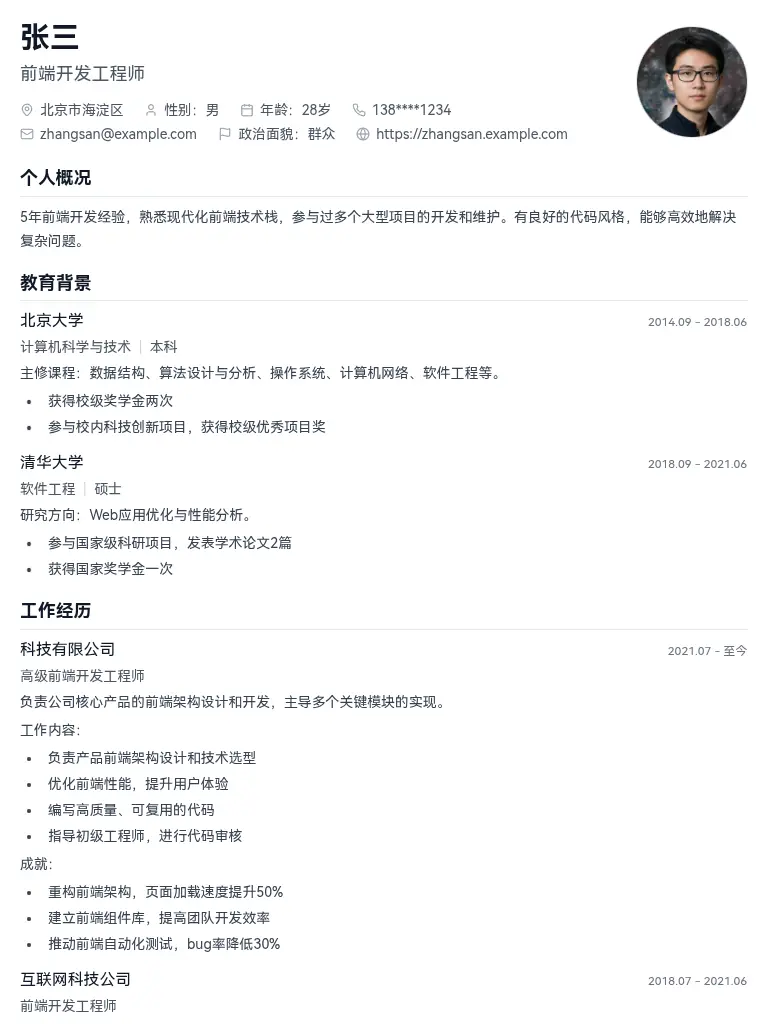 张三
前端开发工程师
北京市海淀区 性别：男 年龄：28岁 138****1234
zhangsan@example.com 政治面貌：群众 https://zhangsan.example.com
个人概况
5年前端开发经验，熟悉现代化前端技术栈，参与过多个大型项目的开发和维护。有良好的代码风格，能够高效地解决
复杂问题。
教育背景
北京大学 2014.09 - 2018.06
计算机科学与技术 | 本科
主修课程：数据结构、算法设计与分析、操作系统、计算机网络、软件工程等。
• 获得校级奖学金两次
• 参与校内科技创新项目，获得校级优秀项目奖
清华大学 2018.09 - 2021.06
软件工程 | 硕士
研究方向：Web应用优化与性能分析。
• 参与国家级科研项目，发表学术论文2篇
• 获得国家奖学金一次
工作经历
科技有限公司 2021.07 - 至今
高级前端开发工程师
负责公司核心产品的前端架构设计和开发，主导多个关键模块的实现。
工作内容：
• 负责产品前端架构设计和技术选型
• 优化前端性能，提升用户体验
• 编写高质量、可复用的代码
• 指导初级工程师，进行代码审核
成就：
• 重构前端架构，页面加载速度提升50%
• 建立前端组件库，提高团队开发效率
• 推动前端自动化测试，bug率降低30%
互联网科技公司 2018.07 - 2021.06
前端开发工程师